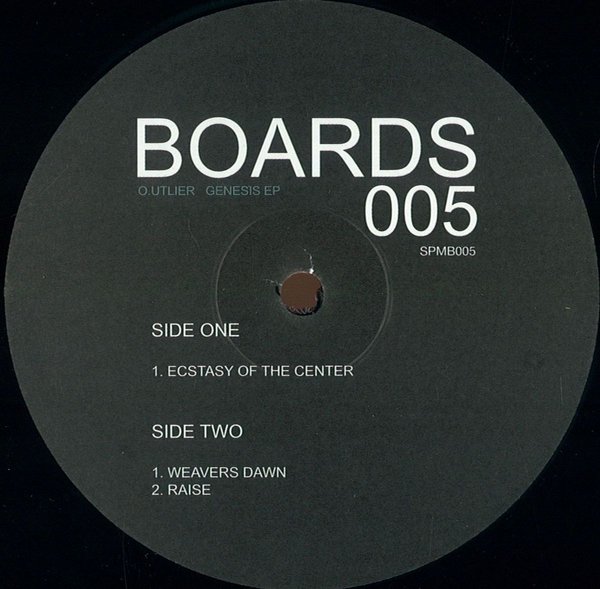 BOARDS
O.UTLIER GENESIS EP
005
SPMB005
SIDE ONE
1. ECSTASY OF THE CENTER
SIDE TWO
1. WEAVERS DAWN
2. RAISE